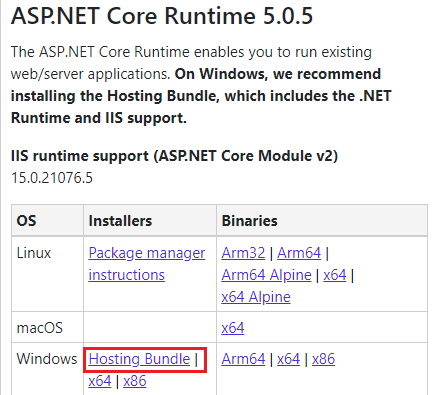 ASP.NET Core Runtime 5.0.5
The ASP.NET Core Runtime enables you to run existing
web/server applications. On Windows, we recommend
installing the Hosting Bundle, which includes the .NET
Runtime and IIS support.
IIS runtime support (ASP.NET Core Module v2)
15.0.21076.5
OS Installers Binaries
Linux Package manager Arm32 | Arm64 |
instructions Arm64 Alpine | x64 |
x64 Alpine
macOS x64
Windows Hosting Bundle | Arm64 | x64 | x86
x64 | x86